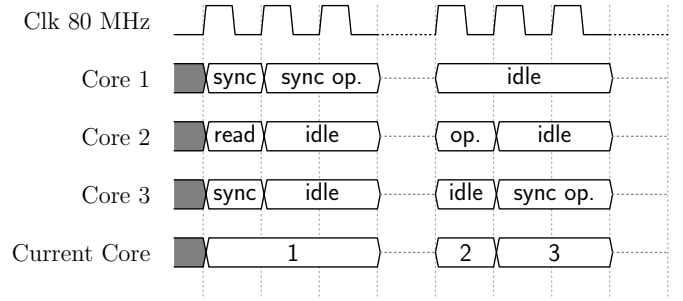 Clk 80 MHz
Core 1 sync sync op. idle
Core 2 read idle op. idle
Core 3 sync idle idle sync op.
Current Core 1 2 3